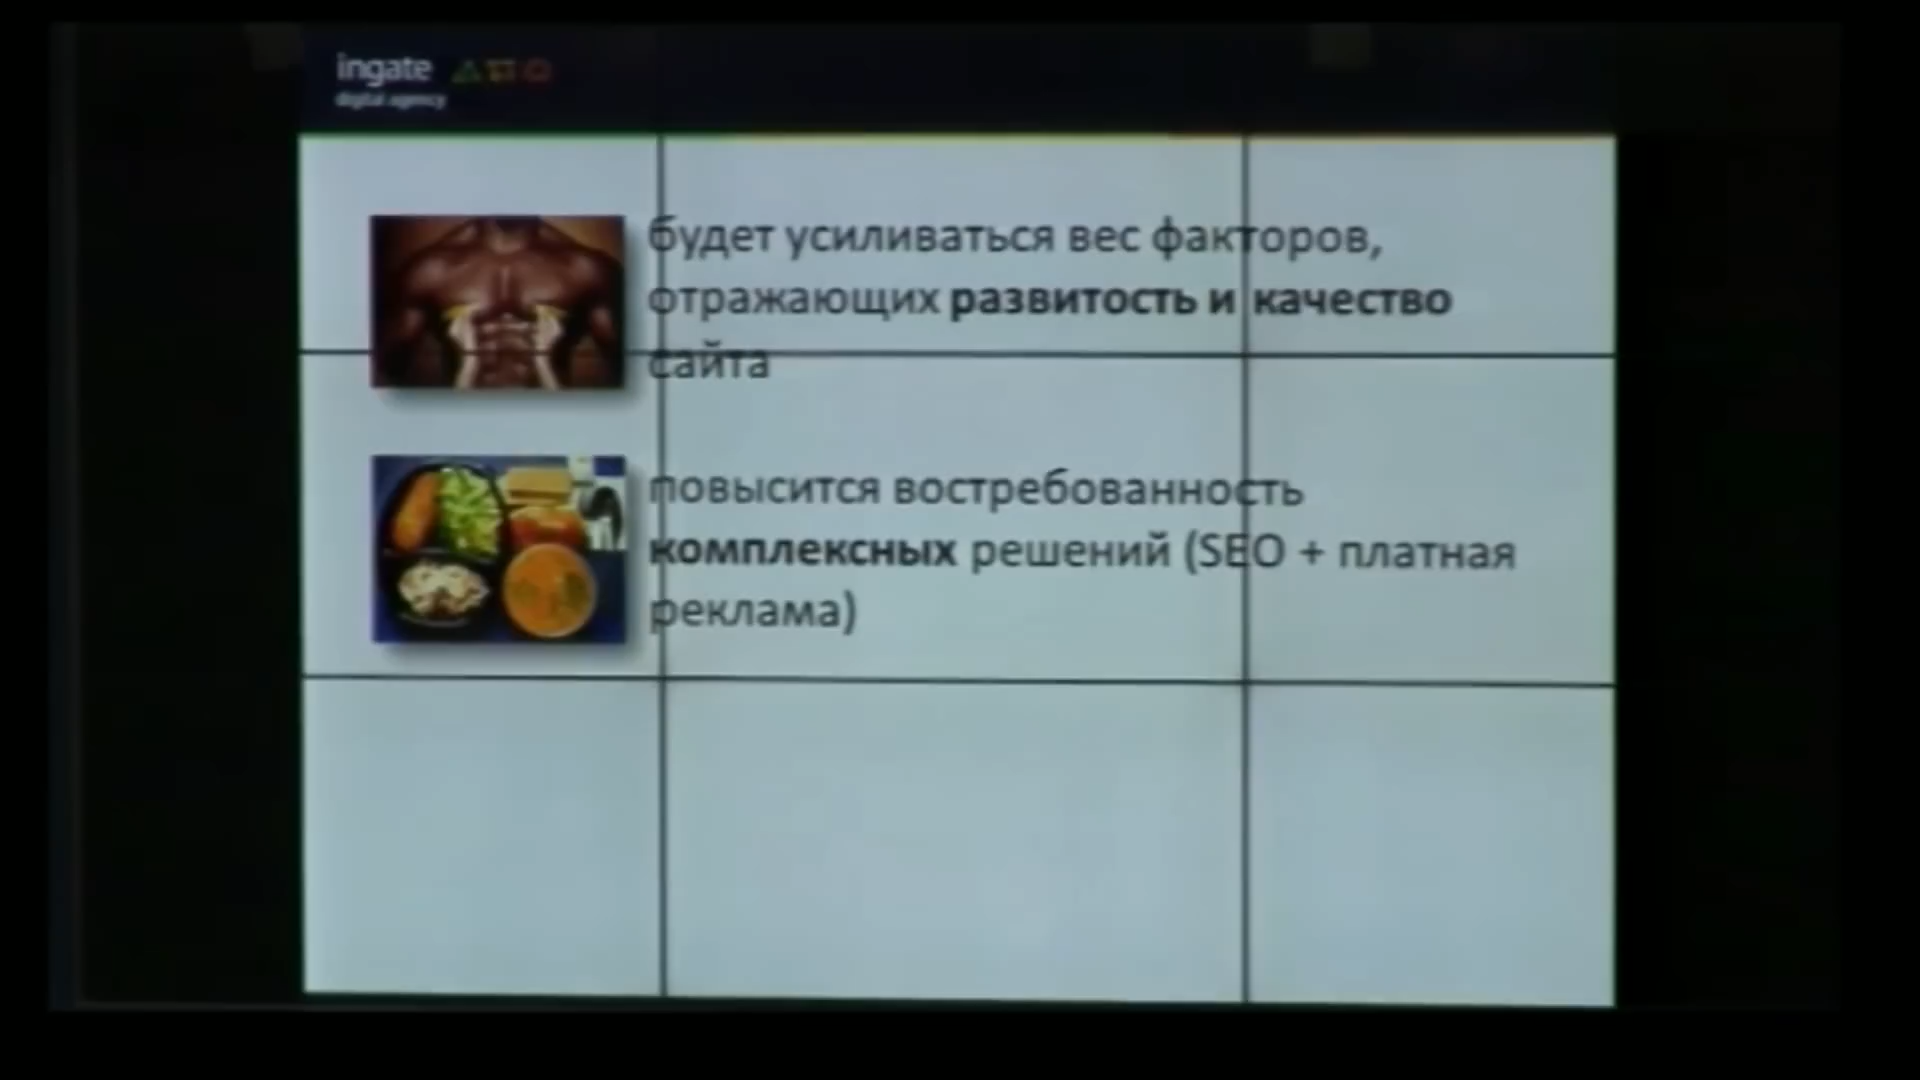 ingate
digital agency
будет усиливаться вес факторов,
отражающих развитость и качество
сайта
повысится востребованность
комплексных решений (SEO + платная
реклама)